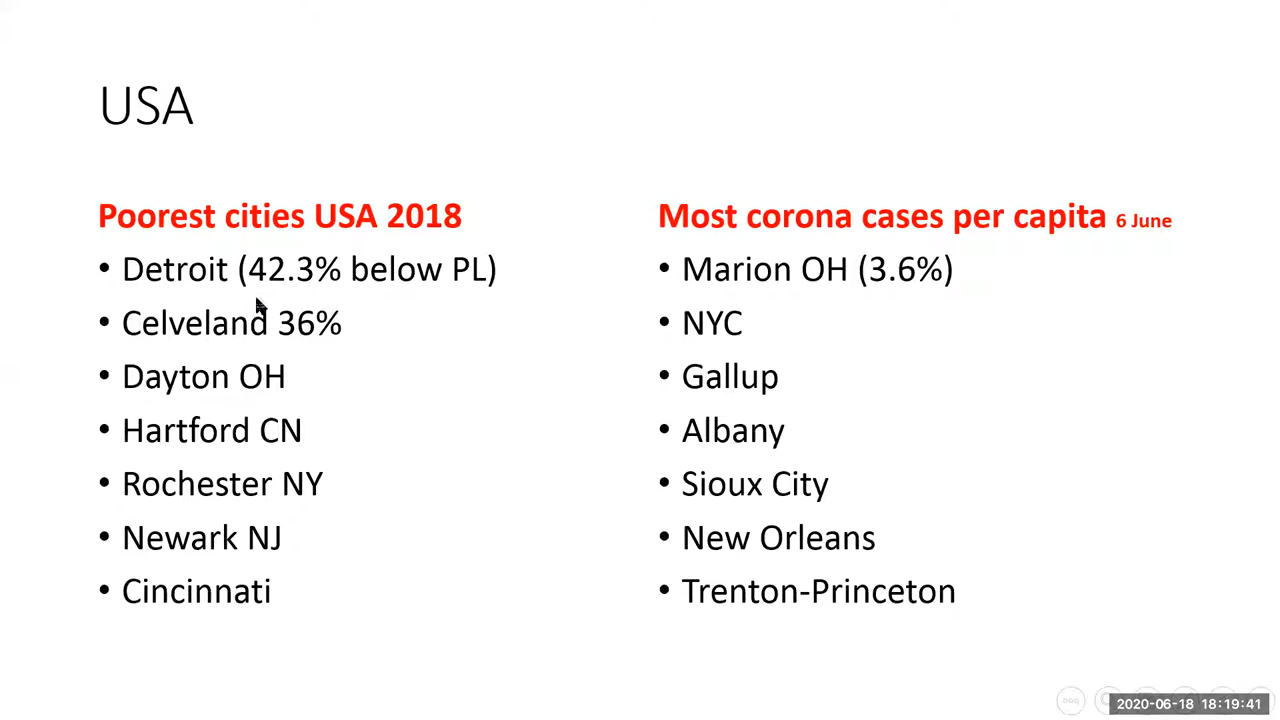 USA
Poorest cities USA 2018
• Detroit (42.3% below PL)
• Celveland 36%
• Dayton OH
• Hartford CN
• Rochester NY
• Newark NJ
• Cincinnati
Most corona cases per capita 6 June
• Marion OH (3.6%)
• NYC
• Gallup
• Albany
• Sioux City
• New Orleans
• Trenton-Princeton
2020-06-18 18:19:41